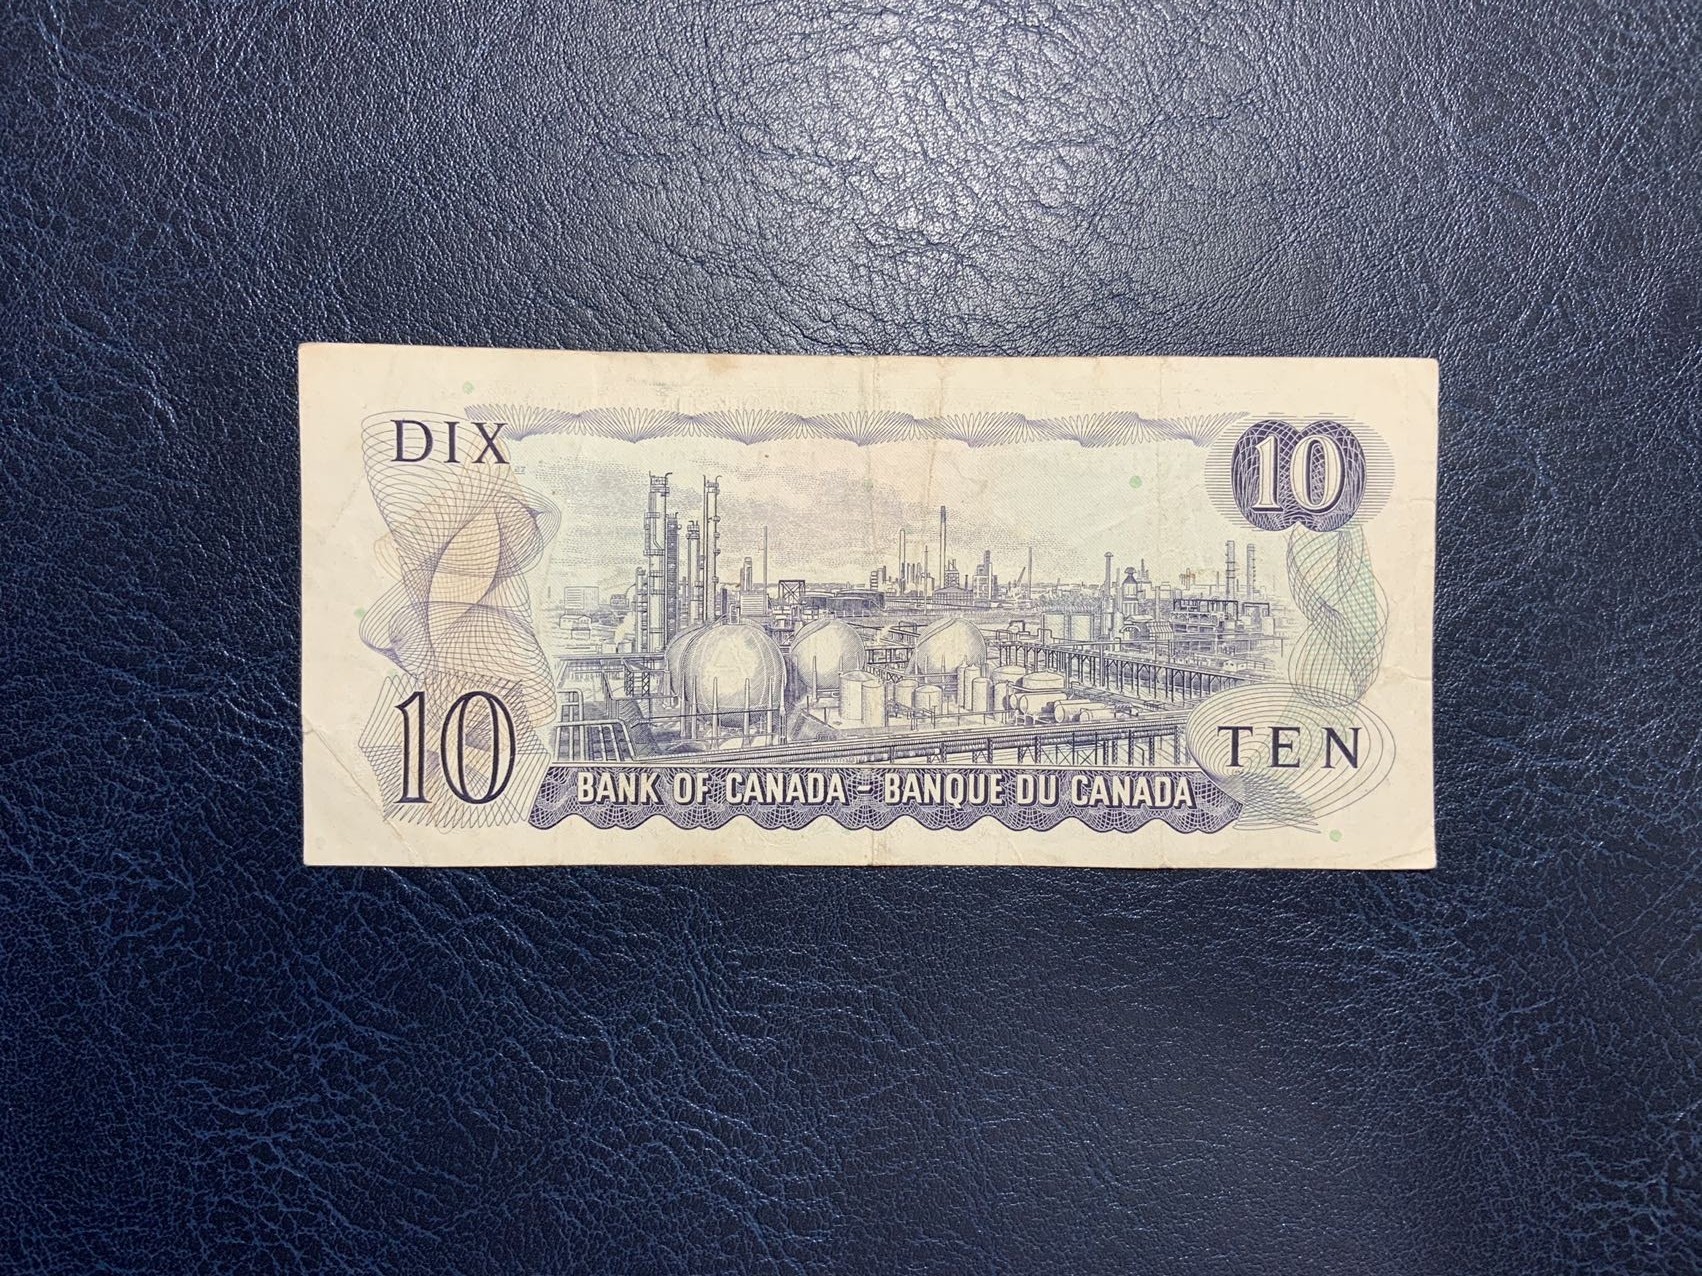 DIX
10
10
TEN
BANK OF CANADA - BANQUE DU CANADA